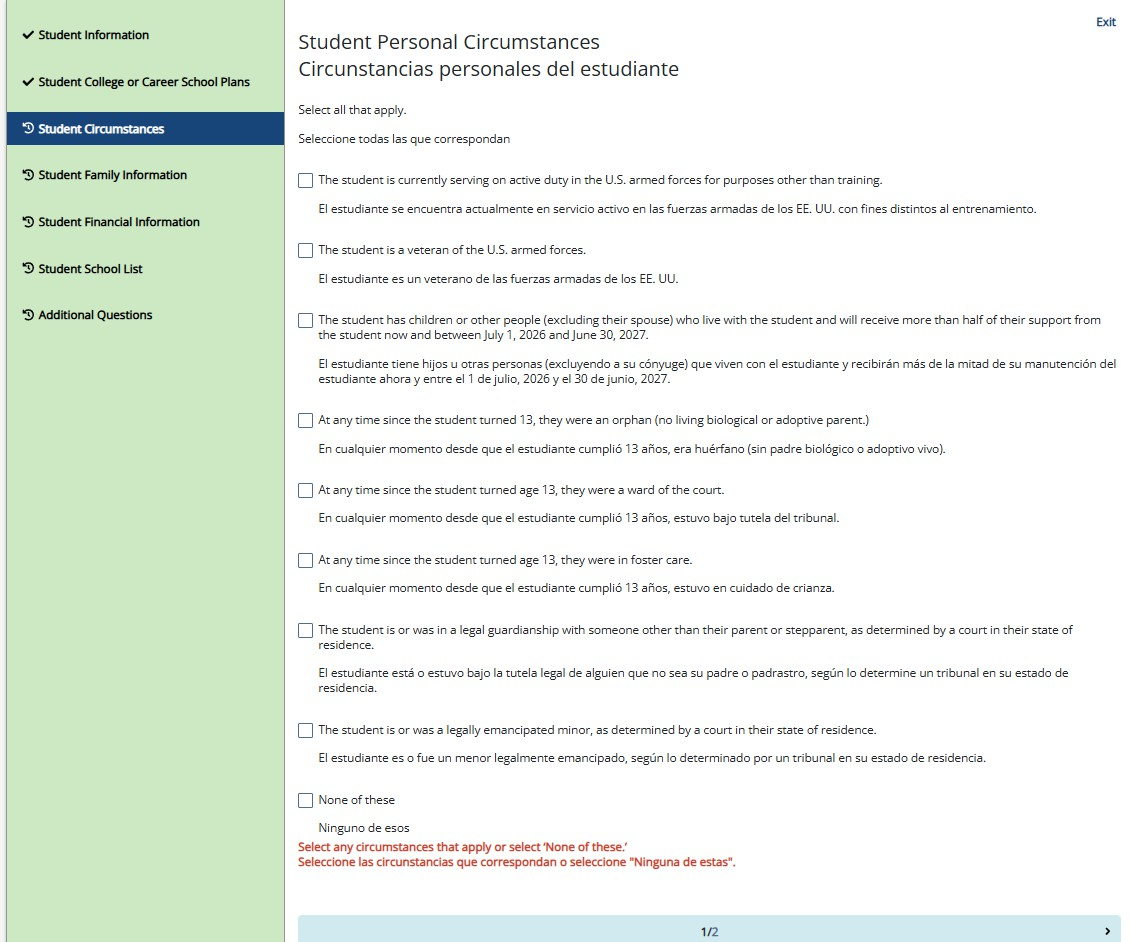 Student Information
Student College or Career School Plans
Student Circumstances
Student Family Information
Student Financial Information
Student School List
Additional Questions
Exit
Student Personal Circumstances
Circunstancias personales del estudiante
Select all that apply.
Seleccione todas las que correspondan
The student is currently serving on active duty in the U.S. armed forces for purposes other than training.
El estudiante se encuentra actualmente en servicio activo en las fuerzas armadas de los EE. UU. con fines distintos al entrenamiento.
The student is a veteran of the U.S. armed forces.
El estudiante es un veterano de las fuerzas armadas de los EE. UU.
The student has children or other people (excluding their spouse) who live with the student and will receive more than half of their support from
the student now and between July 1, 2026 and June 30, 2027.
El estudiante tiene hijos u otras personas (excluyendo a su cónyuge) que viven con el estudiante y recibirán más de la mitad de su manutención del
estudiante ahora y entre el 1 de julio, 2026 y el 30 de junio, 2027.
At any time since the student turned 13, they were an orphan (no living biological or adoptive parent.)
En cualquier momento desde que el estudiante cumplió 13 años, era huérfano (sin padre biológico o adoptivo vivo).
At any time since the student turned age 13, they were a ward of the court.
En cualquier momento desde que el estudiante cumplió 13 años, estuvo bajo tutela del tribunal.
At any time since the student turned age 13, they were in foster care.
En cualquier momento desde que el estudiante cumplió 13 años, estuvo en cuidado de crianza.
The student is or was in a legal guardianship with someone other than their parent or stepparent, as determined by a court in their state of
residence.
El estudiante está o estuvo bajo la tutela legal de alguien que no sea su padre o padrastro, según lo determine un tribunal en su estado de
residencia.
The student is or was a legally emancipated minor, as determined by a court in their state of residence.
El estudiante es o fue un menor legalmente emancipado, según lo determinado por un tribunal en su estado de residencia.
None of these
Ninguno de esos
Select any circumstances that apply or select ‘None of these.’
Seleccione las circunstancias que correspondan o seleccione "Ninguna de estas".
1/2